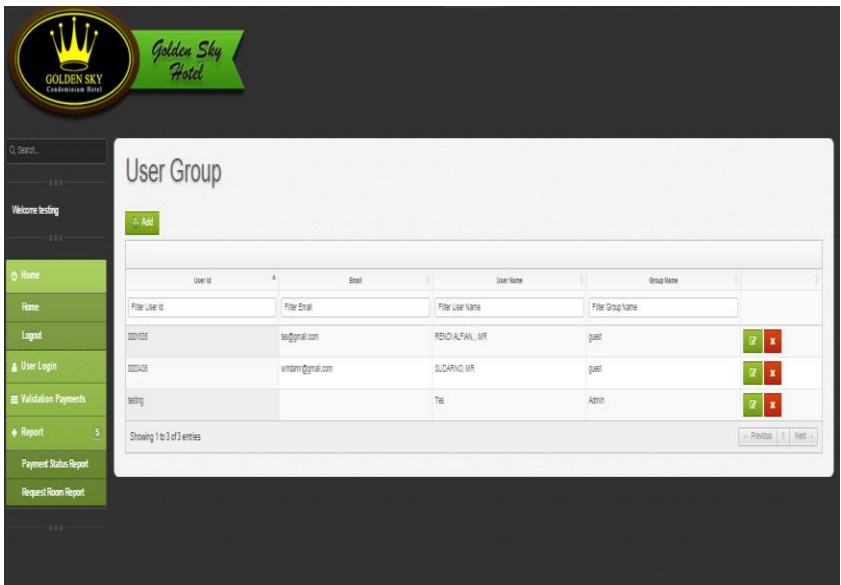 GOLDEN SKY
Condominium Hotel
Golden Sky
Hotel
Search...
Welcome testing
Home
Home
Logout
User Login
Validation Payments
Report 5
Payment Status Report
Request Room Report
User Group
Add
User Id Email User Name Group Name
Filter User Id Filter Email Filter User Name Filter Group Name
tes@gmail.com RENDI ALFIAN, , MR guest
SUDARNO, MR guest
testing Tes Admin
Showing 1 to 3 of 3 entries
← Previous 1 Next →